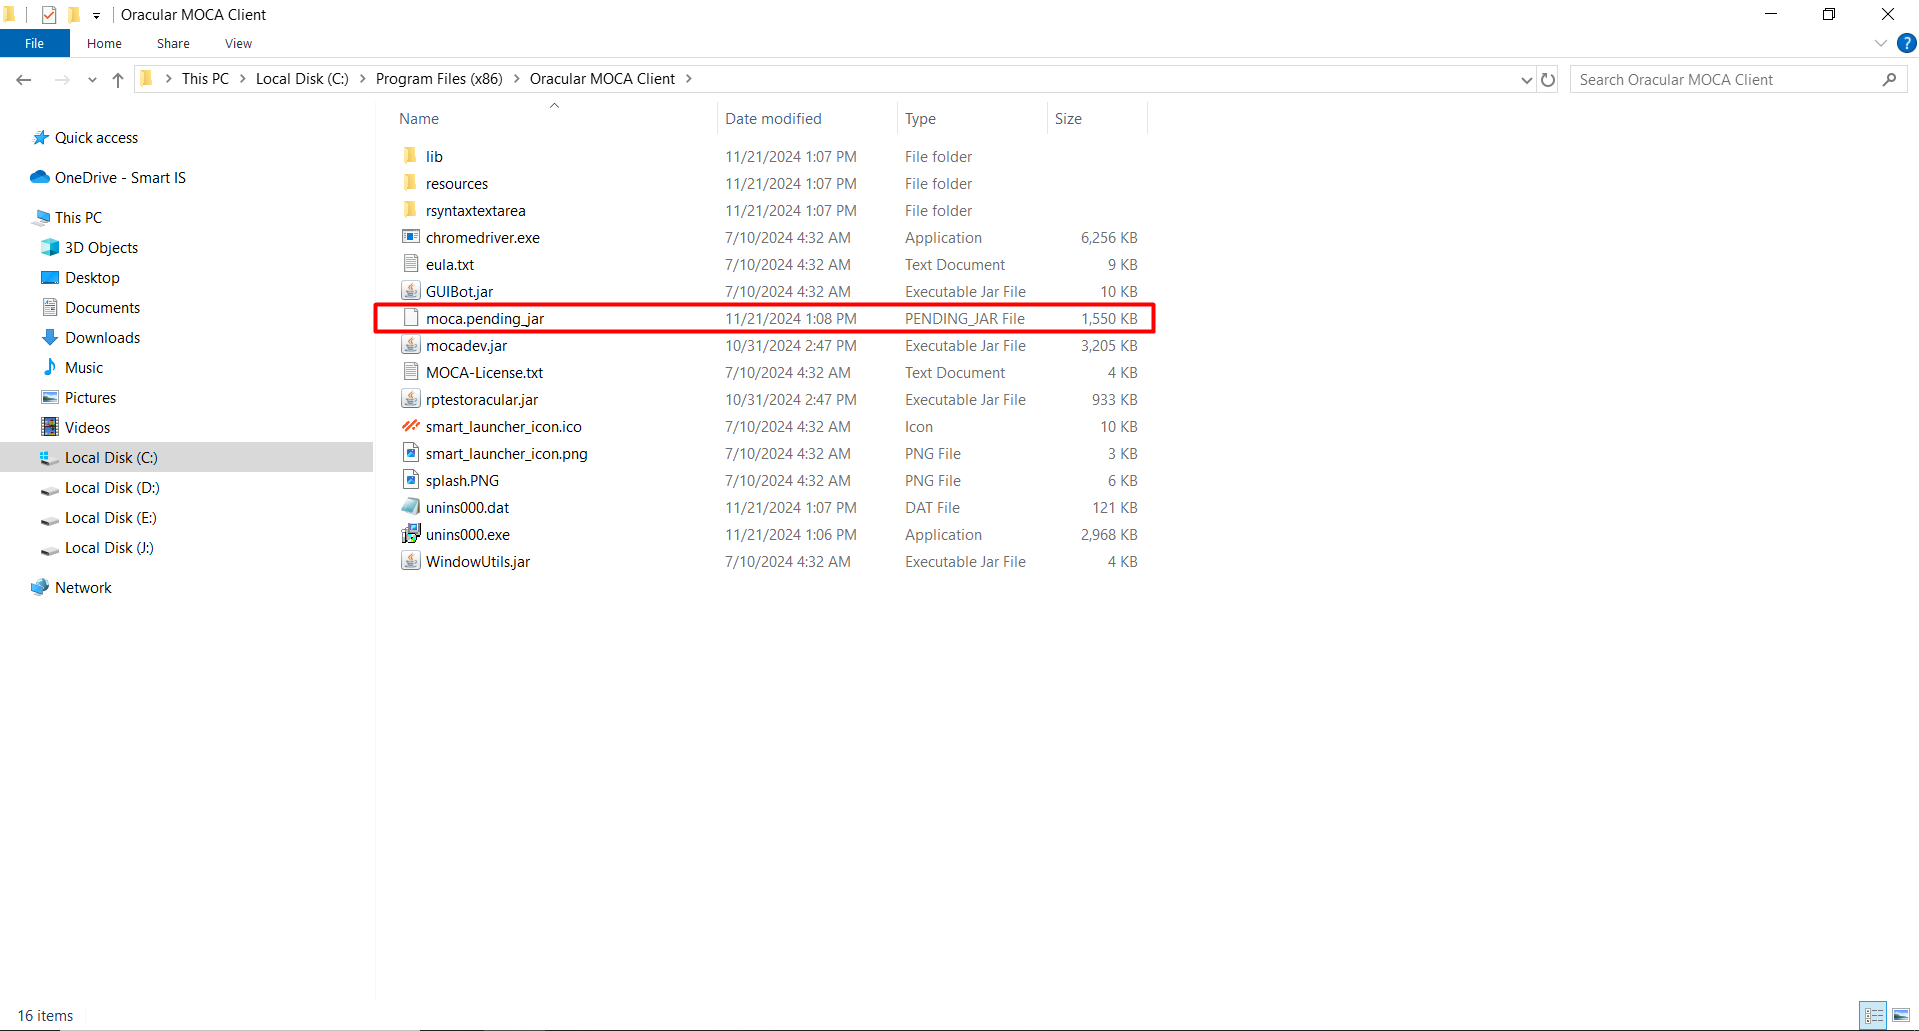 Oracular MOCA Client
File Home Share View ?
This PC Local Disk (C:) Program Files (x86) Oracular MOCA Client Search Oracular MOCA Client
Quick access
OneDrive - Smart IS
This PC
3D Objects
Desktop
Documents
Downloads
Music
Pictures
Videos
Local Disk (C:)
Local Disk (D:)
Local Disk (E:)
Local Disk (J:)
Network
Name Date modified Type Size
lib 11/21/2024 1:07 PM File folder
resources 11/21/2024 1:07 PM File folder
rsyntaxtextarea 11/21/2024 1:07 PM File folder
chromedriver.exe 7/10/2024 4:32 AM Application 6,256 KB
eula.txt 7/10/2024 4:32 AM Text Document 9 KB
GUIBot.jar 7/10/2024 4:32 AM Executable Jar File 10 KB
moca.pending_jar 11/21/2024 1:08 PM PENDING_JAR File 1,550 KB
mocadev.jar 10/31/2024 2:47 PM Executable Jar File 3,205 KB
MOCA-License.txt 7/10/2024 4:32 AM Text Document 4 KB
rptestoracular.jar 10/31/2024 2:47 PM Executable Jar File 933 KB
smart_launcher_icon.ico 7/10/2024 4:32 AM Icon 10 KB
smart_launcher_icon.png 7/10/2024 4:32 AM PNG File 3 KB
splash.PNG 7/10/2024 4:32 AM PNG File 6 KB
unins000.dat 11/21/2024 1:07 PM DAT File 121 KB
unins000.exe 11/21/2024 1:06 PM Application 2,968 KB
WindowUtils.jar 7/10/2024 4:32 AM Executable Jar File 4 KB
16 items